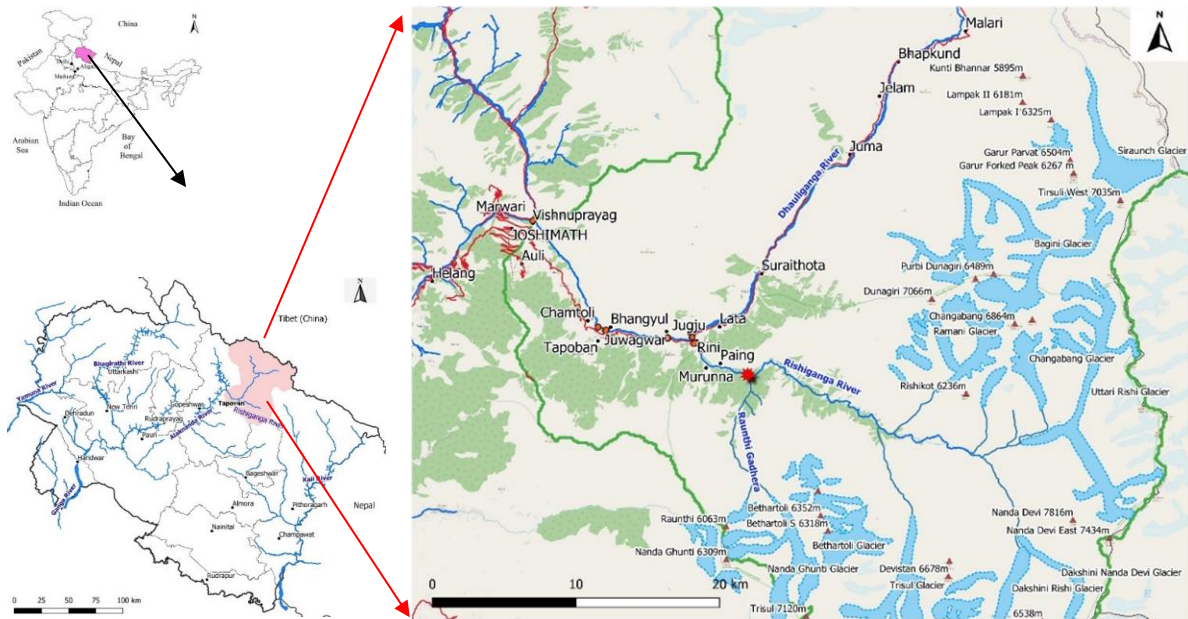 China
N
Pakistan
Nepal
Delhi
Arabian
Sea
Bay
of
Bengal
Indian Ocean
N
Tibet (China)
Bhagirathi River
Uttarkashi
Yamuna River
New Tehri
Gopeshwar
Tapovan
Rishiganga River
Dehradun
Rudraprayag
Alaknanda River
Pauri
Haridwar
Ganga River
Bageshwar
Kali River
Almora
Pithoragarh
Nepal
Nainital
Champawat
Rudrapur
0 25 50 75 100 km
N
Malari
Bhapkund
Kunti Bhannar 5895m
Jelam
Lampak II 6181m
Lampak I 6325m
Garur Parvat 6504m
Siraunch Glacier
Juma
Garur Forked Peak 6267 m
Dhauliganga River
Tirsuli West 7035m
Marwari
Vishnuprayag
JOSHIMATH
Auli
Bagini Glacier
Helang
Suraithota
Purbi Dunagiri 6489m
Dunagiri 7066m
Chamtoli
Bhangyul
Jugju
Lata
Changabang 6864m
Ramani Glacier
Tapoban
Juwagwar
Rini
Paing
Changabang Glacier
Murunna
Rishiganga River
Rishikot 6236m
Uttari Rishi Glacier
Raunthi Gadhera
Raunthi 6063m
Bethartoli 6352m
Bethartoli S 6318m
Nanda Devi 7816m
Nanda Devi East 7434m
Nanda Ghunti 6309m
Bethartoli Glacier
Nanda Ghunti Glacier
Devistan 6678m
Trisul Glacier
Dakshini Nanda Devi Glacier
Dakshini Rishi Glacier
0 10 20 km
Trisul 7120m
6538m